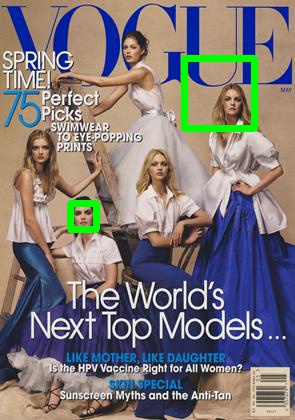 VOGUE
SPRING
TIME!
75 Perfect
Picks
SWIMWEAR
TO EYE-POPPING
PRINTS
MAY
The World's
Next Top Models ...
LIKE MOTHER, LIKE DAUGHTER
Is the HPV Vaccine Right for All Women?
SKIN SPECIAL
Sunscreen Myths and the Anti-Tan